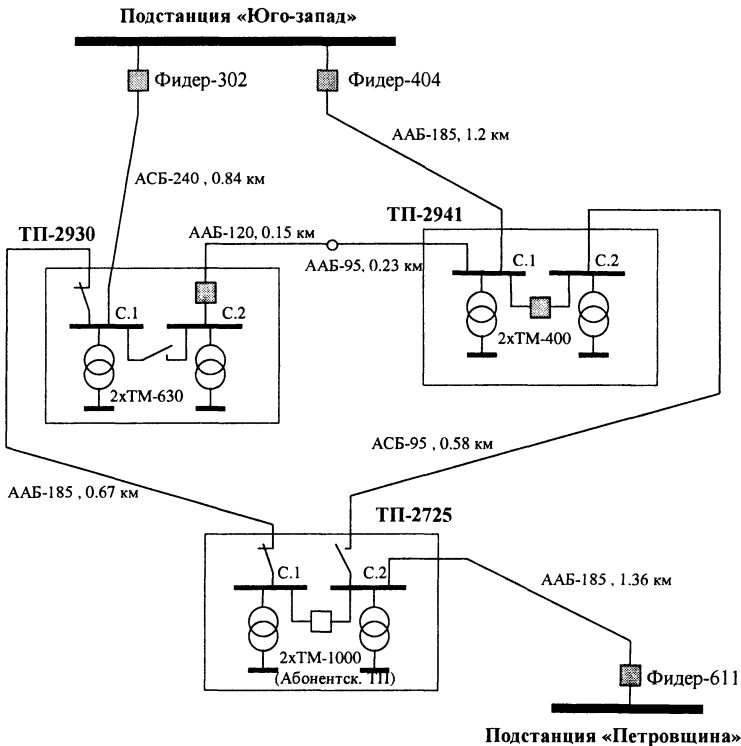 Подстанция «Юго-запад»
Фидер-302
Фидер-404
ААБ-185, 1.2 км
АСБ-240 , 0.84 км
ТП-2930
ААБ-120, 0.15 км
ТП-2941
ААБ-95, 0.23 км
С.1
С.2
С.1
С.2
2хТМ-400
2хТМ-630
АСБ-95 , 0.58 км
ААБ-185 , 0.67 км
ТП-2725
С.1
С.2
ААБ-185 , 1.36 км
2хТМ-1000
(Абонентск. ТП)
Фидер-611
Подстанция «Петровщина»